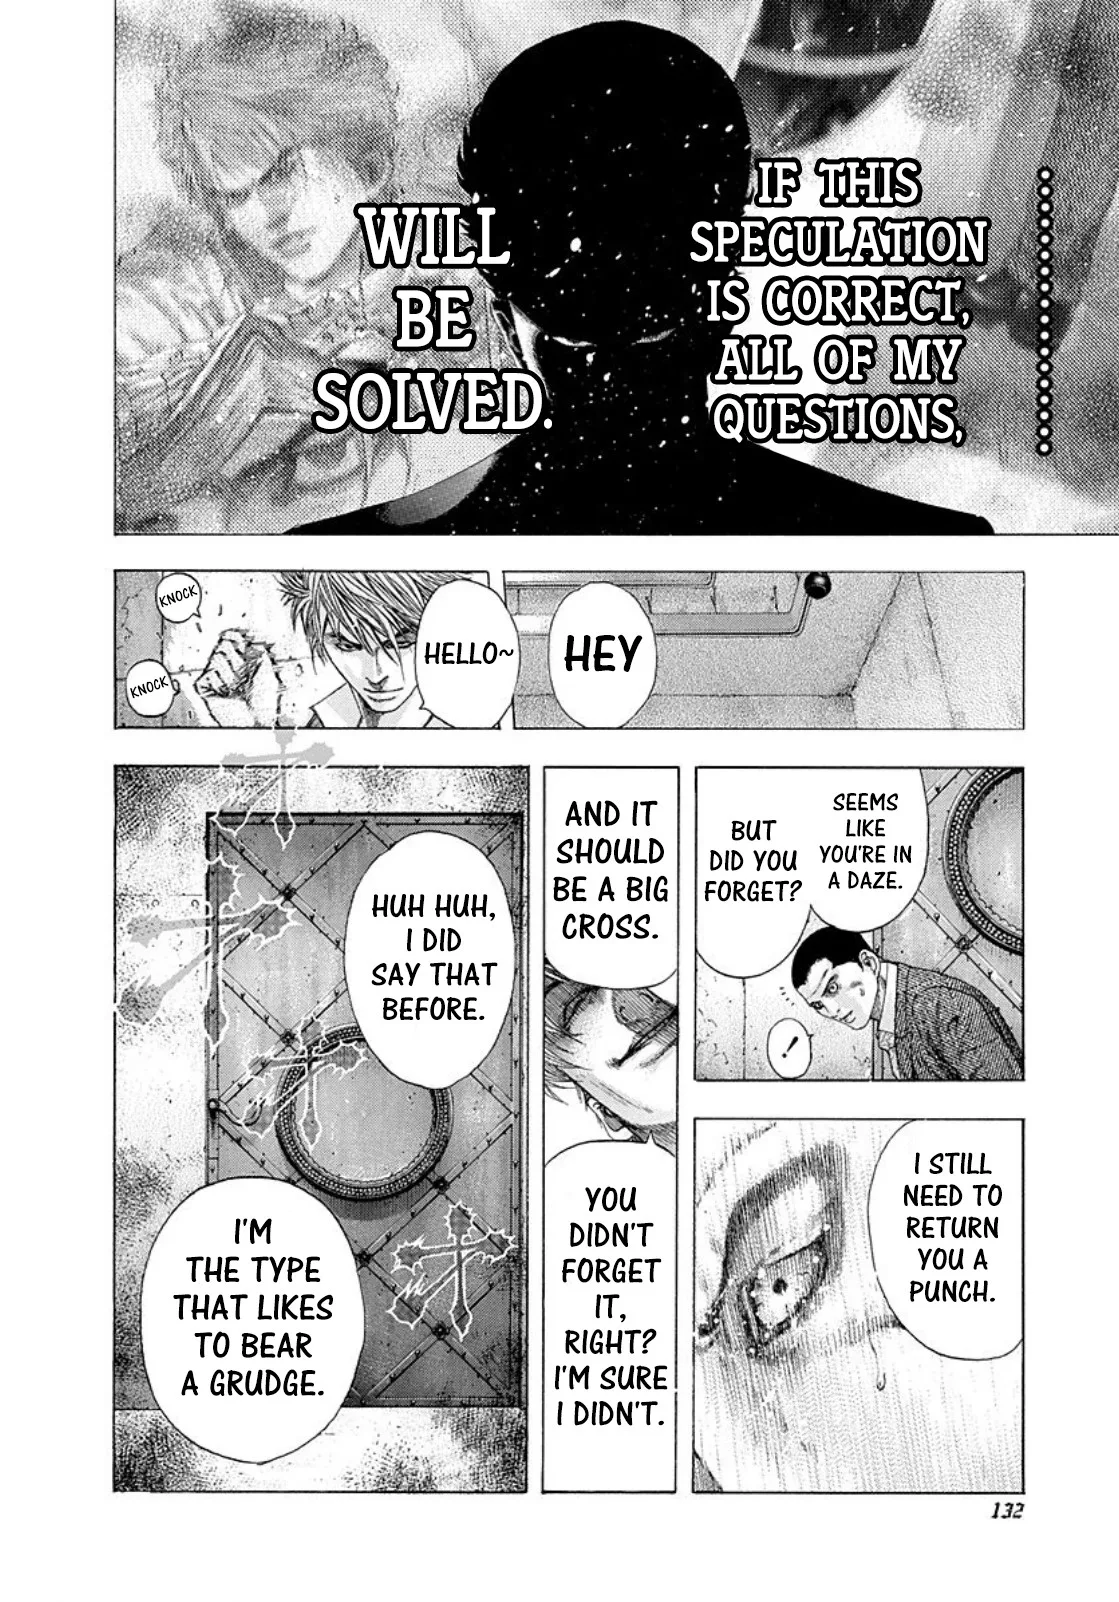 IF THIS
SPECULATION
IS CORRECT,
ALL OF MY
QUESTIONS,
WILL
BE
SOLVED.
HEY
HELLO~
KNOCK
KNOCK
SEEMS
LIKE
YOU'RE IN
A DAZE.
BUT
DID YOU
FORGET?
!
I STILL
NEED TO
RETURN
YOU A
PUNCH.
AND IT
SHOULD
BE A BIG
CROSS.
YOU
DIDN'T
FORGET
IT,
RIGHT?
I'M SURE
I DIDN'T.
HUH HUH,
I DID
SAY THAT
BEFORE.
I'M
THE TYPE
THAT LIKES
TO BEAR
A GRUDGE.
132